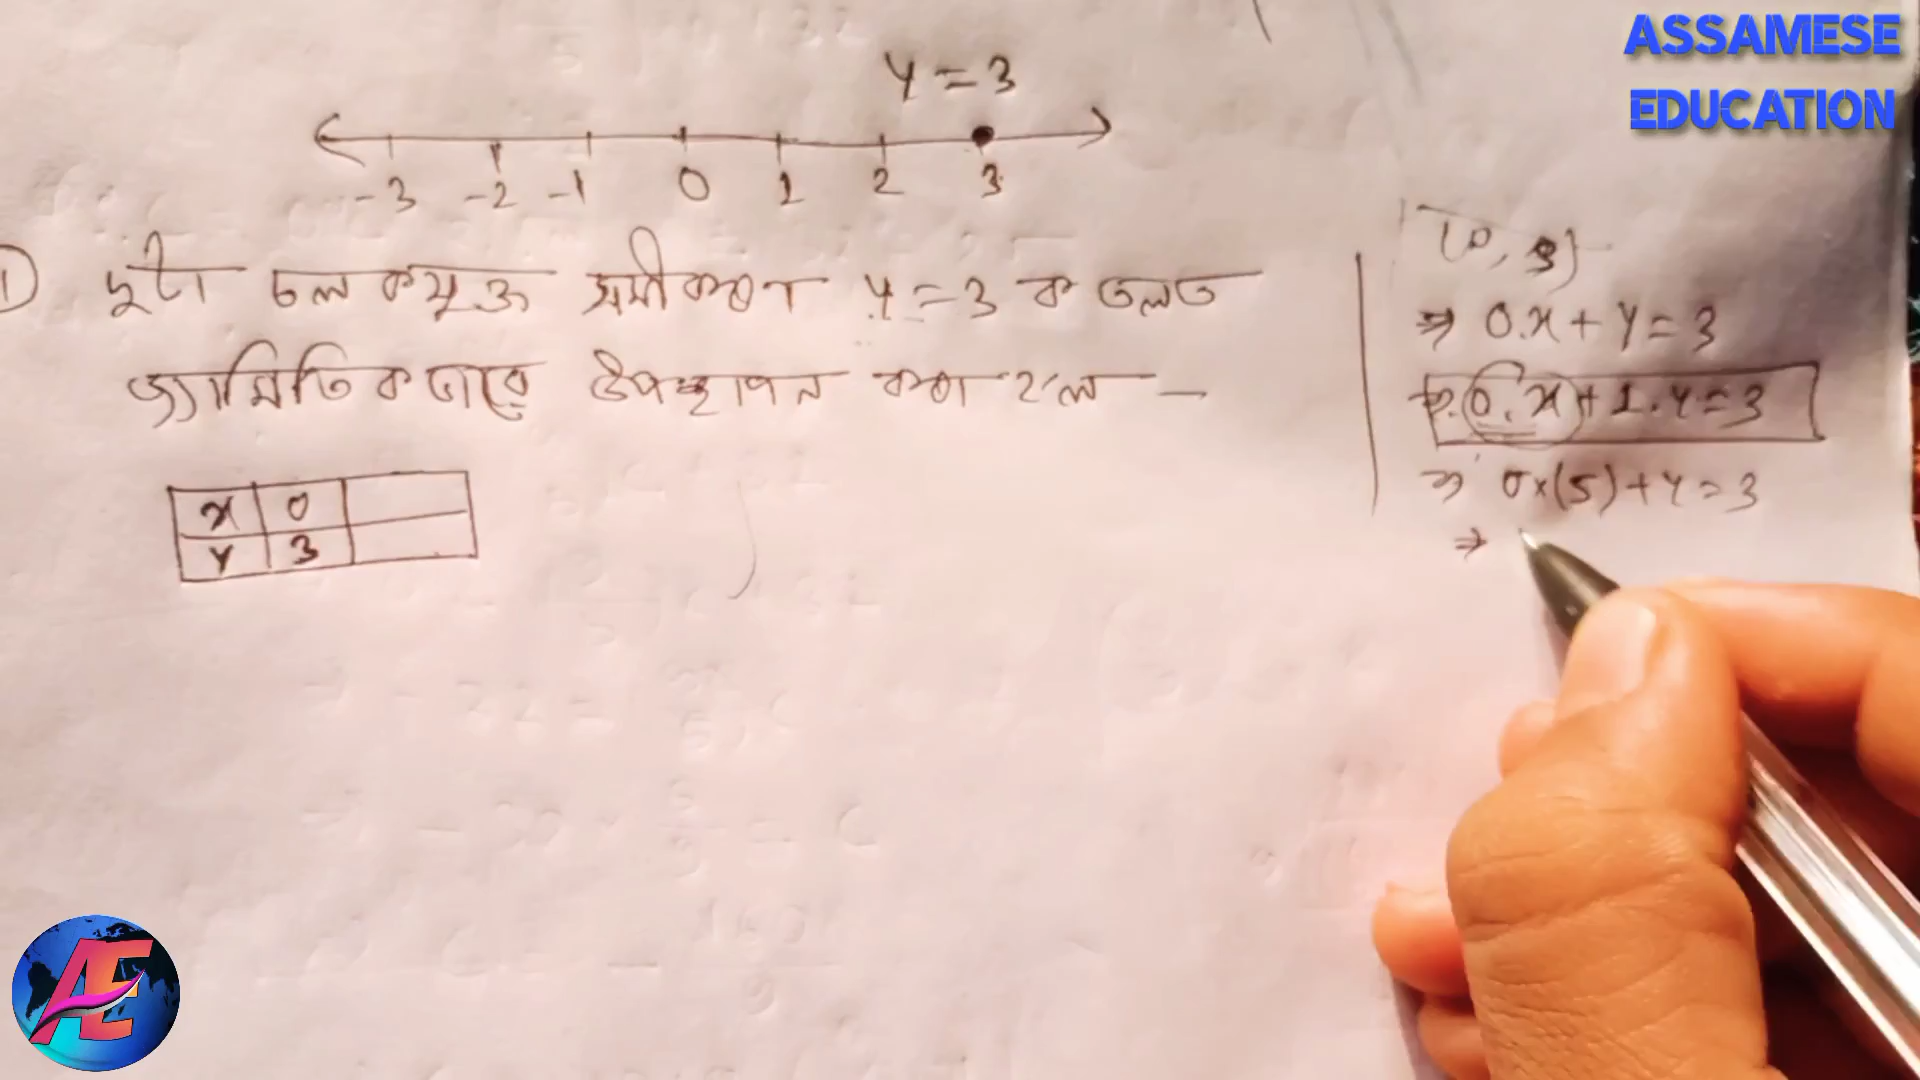 ASSAMESE
EDUCATION
y = 3
-3 -2 -1 0 1 2 3
দুটা চলকযুক্ত সমীকৰণ y = 3 ক তলত
জ্যামিতিকভাৱে উপস্থাপন কৰা হ'ল —
x 0
y 3
(0, 3)
⇒ 0.x + y = 3
⇒ 0.x + 1.y = 3
⇒ 0×(5) + y = 3
⇒
AE